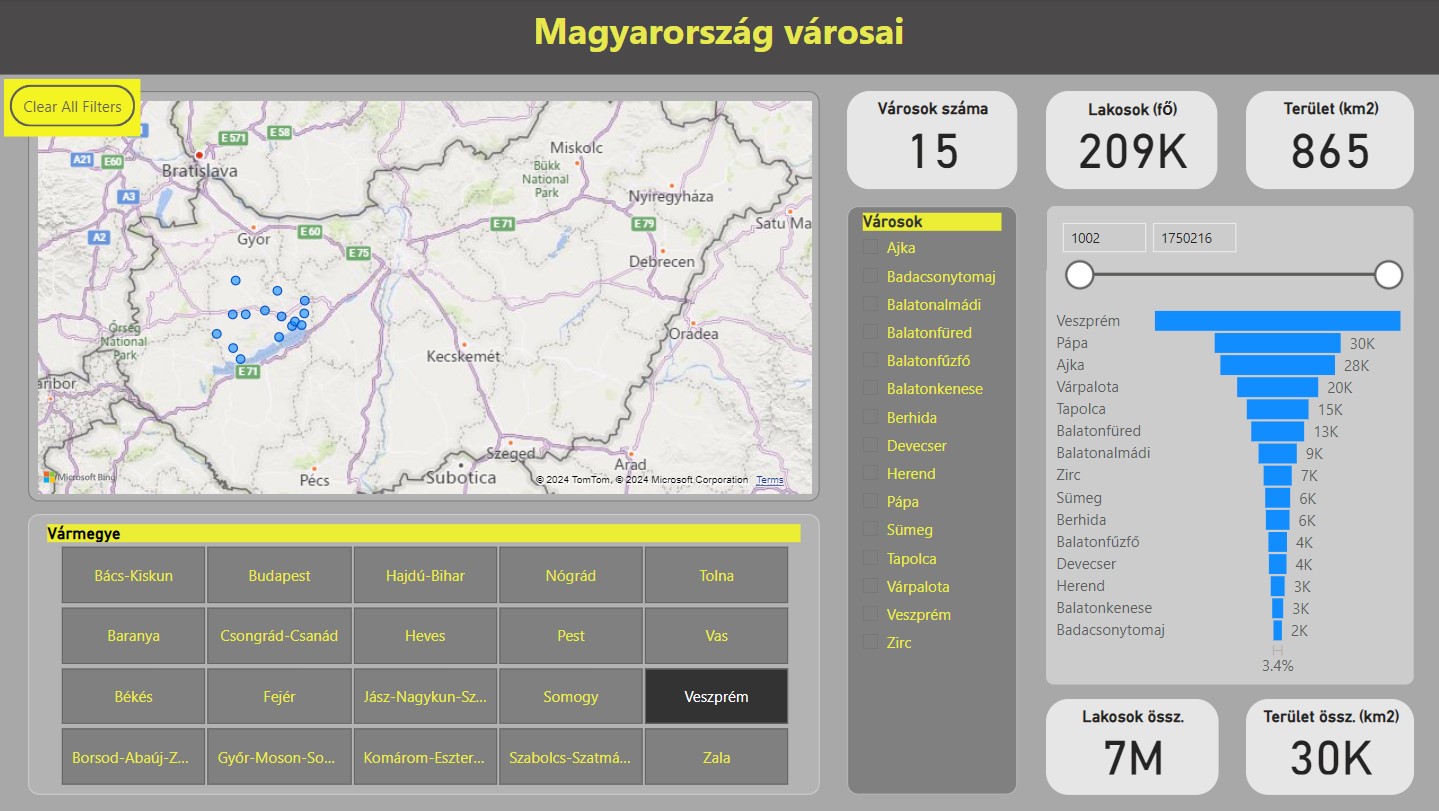 Magyarország városai
Clear All Filters
E571
E58
A21
E60
Bratislava
A3
A2
Gyor
E60
E75
E71
E79
Miskolc
Bükk
National
Park
Nyiregyháza
Satu Ma
Debrecen
Oradea
Őrség
National
Park
E71
Kecskemét
aribor
Pécs
Szeged
Subotica
Arad
Microsoft Bing
© 2024 TomTom, © 2024 Microsoft Corporation Terms
Vármegye
Bács-Kiskun
Budapest
Hajdú-Bihar
Nógrád
Tolna
Baranya
Csongrád-Csanád
Heves
Pest
Vas
Békés
Fejér
Jász-Nagykun-Sz...
Somogy
Veszprém
Borsod-Abaúj-Z...
Győr-Moson-So...
Komárom-Eszter...
Szabolcs-Szatmá...
Zala
Városok száma
15
Lakosok (fő)
209K
Terület (km2)
865
Városok
Ajka
Badacsonytomaj
Balatonalmádi
Balatonfüred
Balatonfűzfő
Balatonkenese
Berhida
Devecser
Herend
Pápa
Sümeg
Tapolca
Várpalota
Veszprém
Zirc
1002
1750216
Veszprém
Pápa 30K
Ajka 28K
Várpalota 20K
Tapolca 15K
Balatonfüred 13K
Balatonalmádi 9K
Zirc 7K
Sümeg 6K
Berhida 6K
Balatonfűzfő 4K
Devecser 4K
Herend 3K
Balatonkenese 3K
Badacsonytomaj 2K
3.4%
Lakosok össz.
7M
Terület össz. (km2)
30K